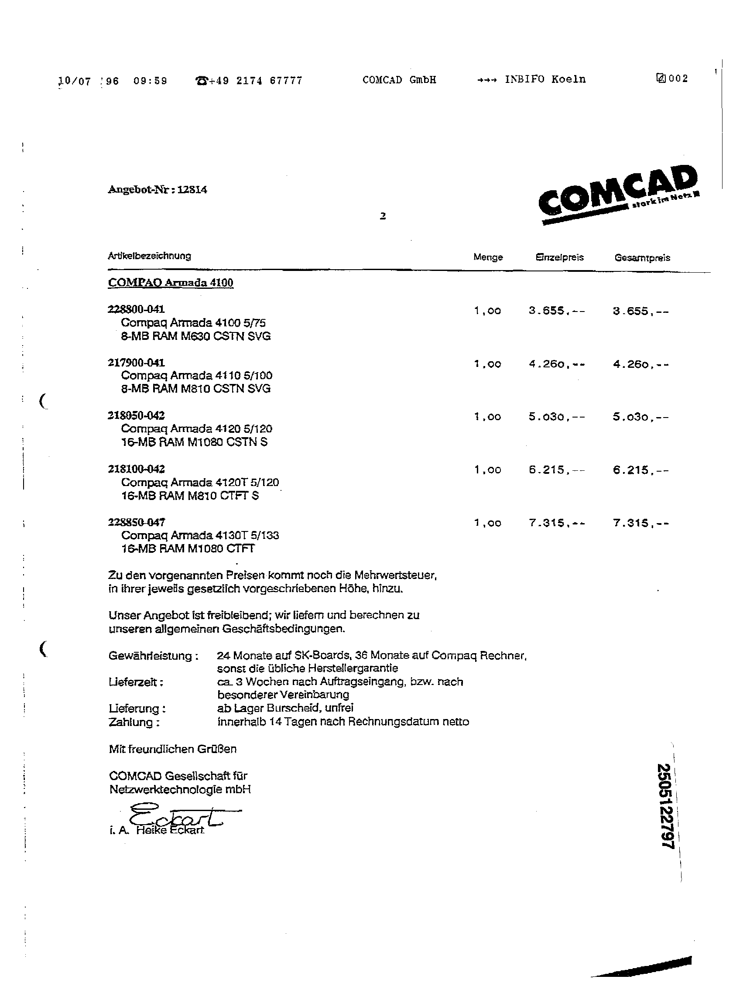 10/07 '96 09:59 ☎+49 2174 67777 COMCAD GmbH →→→ INBIFO Koeln 002
Angebot-Nr : 12814
COMCAD
stark im Netz
2
Artikelbezeichnung Menge Einzelpreis Gesamtpreis
COMPAQ Armada 4100
228800-041 1,00 3.655,-- 3.655,--
Compaq Armada 4100 5/75
8-MB RAM M630 CSTN SVG
217900-041 1,00 4.260,-- 4.260,--
Compaq Armada 4110 5/100
8-MB RAM M810 CSTN SVG
218050-042 1,00 5.030,-- 5.030,--
Compaq Armada 4120 5/120
16-MB RAM M1080 CSTN S
218100-042 1,00 6.215,-- 6.215,--
Compaq Armada 4120T 5/120
16-MB RAM M810 CTFT S
228850-047 1,00 7.315,-- 7.315,--
Compaq Armada 4130T 5/133
16-MB RAM M1080 CTFT
Zu den vorgenannten Preisen kommt noch die Mehrwertsteuer,
in ihrer jeweils gesetzlich vorgeschriebenen Höhe, hinzu.
Unser Angebot ist freibleibend; wir liefern und berechnen zu
unseren allgemeinen Geschäftsbedingungen.
Gewährleistung : 24 Monate auf SK-Boards, 36 Monate auf Compaq Rechner,
sonst die übliche Herstellergarantie
Lieferzeit : ca. 3 Wochen nach Auftragseingang, bzw. nach
besonderer Vereinbarung
Lieferung : ab Lager Burscheid, unfrei
Zahlung : innerhalb 14 Tagen nach Rechnungsdatum netto
Mit freundlichen Grüßen
COMCAD Gesellschaft für
Netzwerktechnologie mbH
Eckart
i. A. Heike Eckart
2505122797